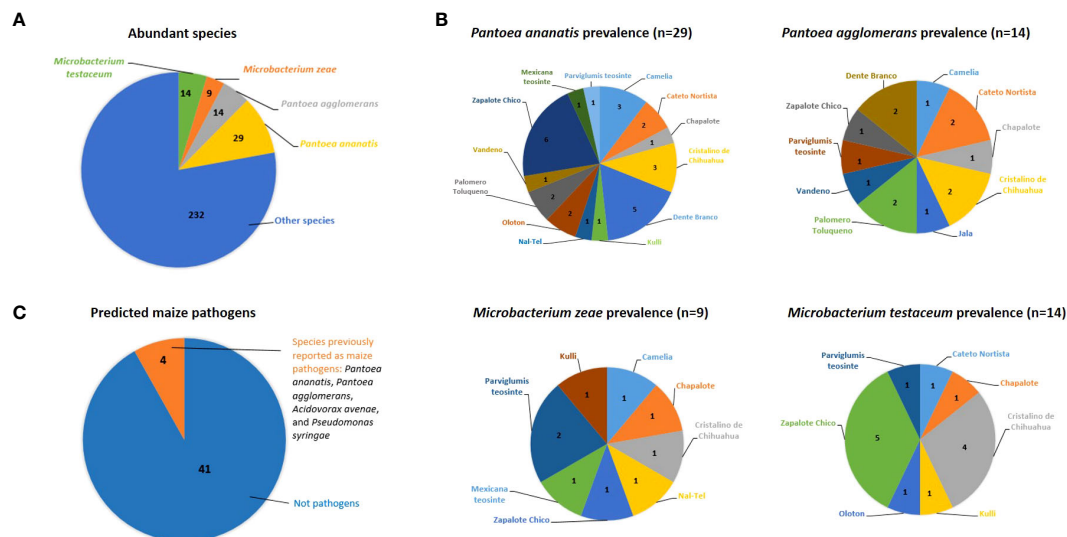 A
Abundant species
Microbacterium
testaceum
Microbacterium zeae
Pantoea agglomerans
Pantoea ananatis
Other species
14
9
14
29
232
B
Pantoea ananatis prevalence (n=29)
Mexicana
teosinte
Parviglumis teosinte
Camelia
Cateto Nortista
Chapalote
Cristalino de
Chihuahua
Dente Branco
Kulli
Nal-Tel
Oloton
Palomero
Toluqueno
Vandeno
Zapalote Chico
1
1
3
2
1
3
5
1
1
2
2
1
6
Pantoea agglomerans prevalence (n=14)
Dente Branco
Camelia
Cateto Nortista
Chapalote
Cristalino de
Chihuahua
Jala
Palomero
Toluqueno
Vandeno
Parviglumis
teosinte
Zapalote Chico
2
1
2
1
2
1
2
1
1
1
C
Predicted maize pathogens
4
41
Species previously
reported as maize
pathogens: Pantoea
ananatis, Pantoea
agglomerans,
Acidovorax avenae,
and Pseudomonas
syringae
Not pathogens
Microbacterium zeae prevalence (n=9)
Kulli
Camelia
Chapalote
Cristalino de
Chihuahua
Nal-Tel
Zapalote Chico
Mexicana
teosinte
Parviglumis
teosinte
1
1
1
1
1
1
1
2
Microbacterium testaceum prevalence (n=14)
Parviglumis
teosinte
Cateto Nortista
Chapalote
Cristalino de
Chihuahua
Kulli
Oloton
Zapalote Chico
1
1
1
4
1
1
5